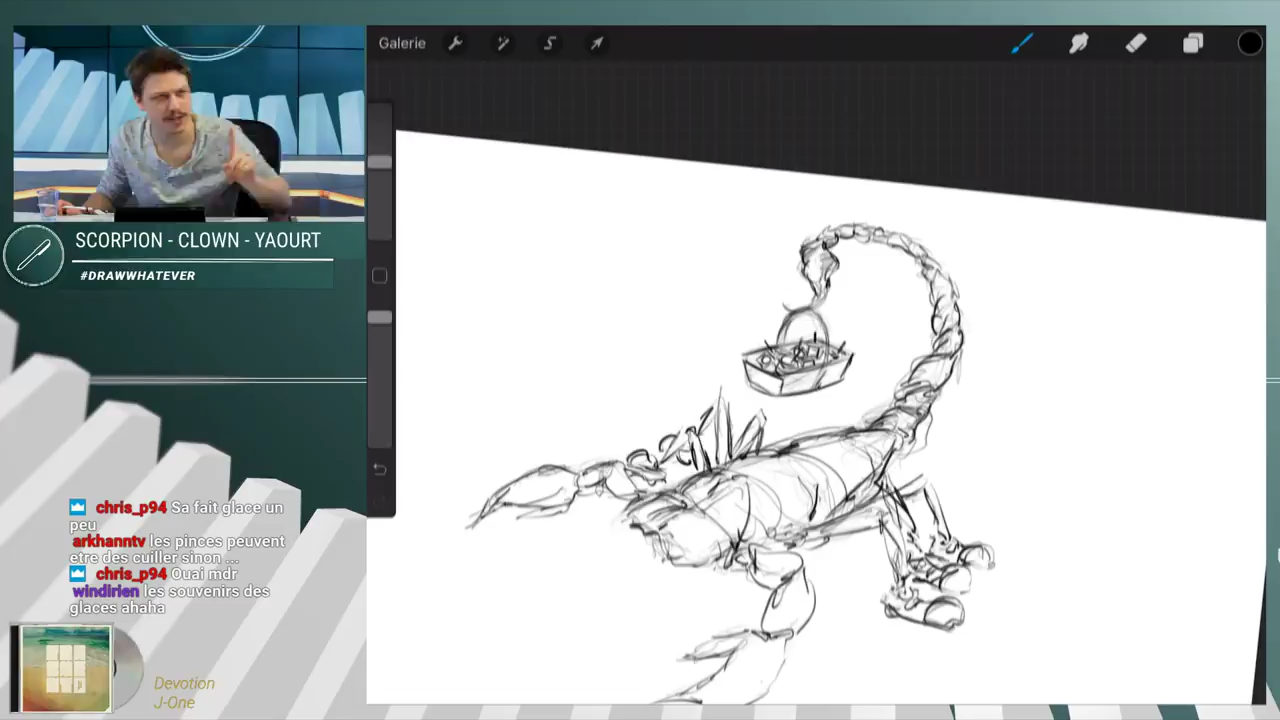 Galerie
SCORPION - CLOWN - YAOURT
#DRAWWHATEVER
chris_p94 Sa fait glace un
peu
arkhanntv les pinces peuvent
etre des cuiller sinon ...
chris_p94 Ouai mdr
windirien les souvenirs des
glaces ahaha
Devotion
J-One